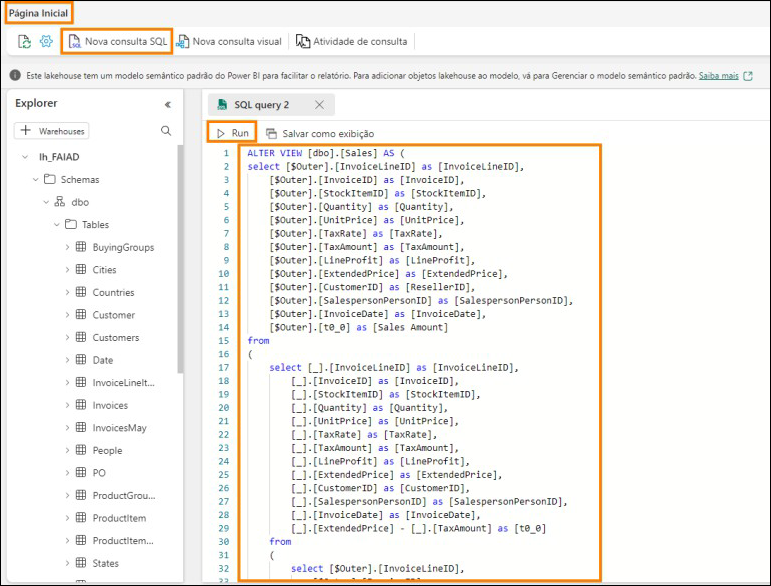 Página Inicial
Nova consulta SQL
Nova consulta visual
Atividade de consulta
Este lakehouse tem um modelo semântico padrão do Power BI para facilitar o relatório. Para adicionar objetos lakehouse ao modelo, vá para Gerenciar o modelo semântico padrão. Saiba mais
Explorer
Warehouses
lh_FAIAD
Schemas
dbo
Tables
BuyingGroups
Cities
Countries
Customer
Customers
Date
InvoiceLineIt...
Invoices
InvoicesMay
People
PO
ProductGrou...
ProductItem
ProductItem...
States
SQL query 2
Run
Salvar como exibição
1 ALTER VIEW [dbo].[Sales] AS (
2 select [$Outer].[InvoiceLineID] as [InvoiceLineID],
3 [$Outer].[InvoiceID] as [InvoiceID],
4 [$Outer].[StockItemID] as [StockItemID],
5 [$Outer].[Quantity] as [Quantity],
6 [$Outer].[UnitPrice] as [UnitPrice],
7 [$Outer].[TaxRate] as [TaxRate],
8 [$Outer].[TaxAmount] as [TaxAmount],
9 [$Outer].[LineProfit] as [LineProfit],
10 [$Outer].[ExtendedPrice] as [ExtendedPrice],
11 [$Outer].[CustomerID] as [ResellerID],
12 [$Outer].[SalespersonPersonID] as [SalespersonPersonID],
13 [$Outer].[InvoiceDate] as [InvoiceDate],
14 [$Outer].[t0_0] as [Sales Amount]
15 from
16 (
17 select [_].[InvoiceLineID] as [InvoiceLineID],
18 [_].[InvoiceID] as [InvoiceID],
19 [_].[StockItemID] as [StockItemID],
20 [_].[Quantity] as [Quantity],
21 [_].[UnitPrice] as [UnitPrice],
22 [_].[TaxRate] as [TaxRate],
23 [_].[TaxAmount] as [TaxAmount],
24 [_].[LineProfit] as [LineProfit],
25 [_].[ExtendedPrice] as [ExtendedPrice],
26 [_].[CustomerID] as [CustomerID],
27 [_].[SalespersonPersonID] as [SalespersonPersonID],
28 [_].[InvoiceDate] as [InvoiceDate],
29 [_].[ExtendedPrice] - [_].[TaxAmount] as [t0_0]
30 from
31 (
32 select [$Outer].[InvoiceLineID],